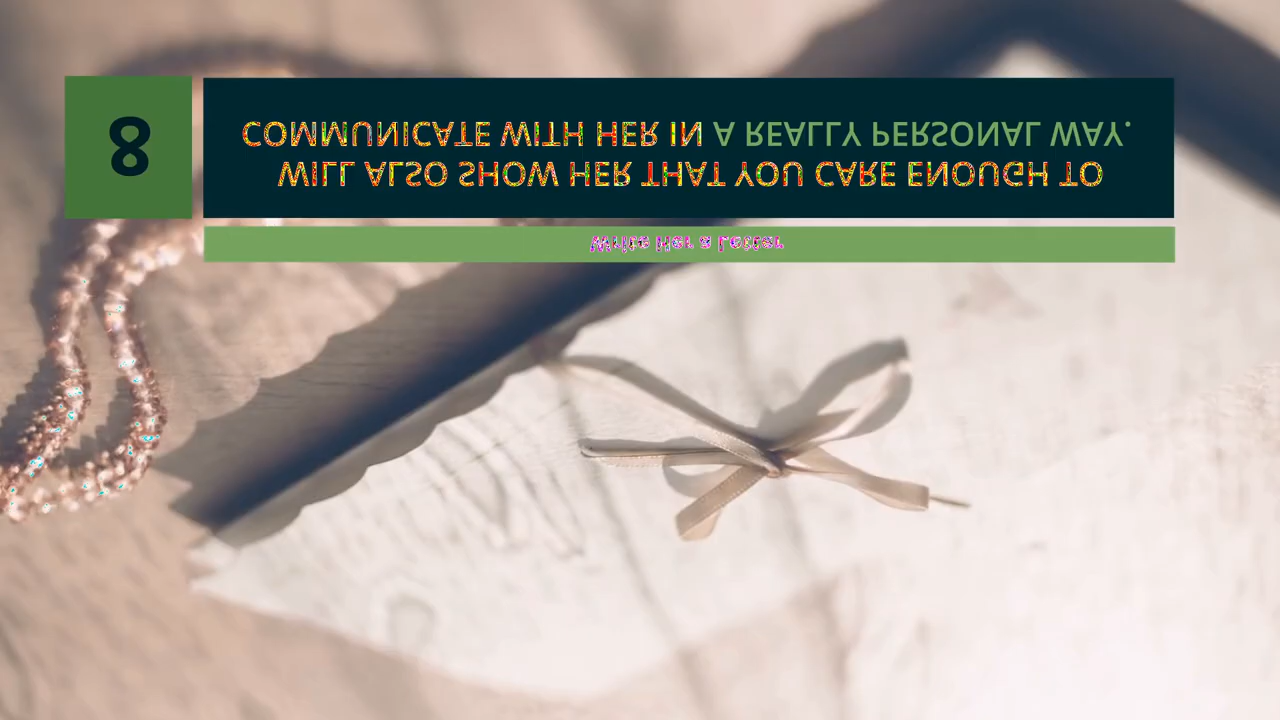 Write Her a Letter
8
WILL ALSO SHOW HER THAT YOU CARE ENOUGH TO
COMMUNICATE WITH HER IN A REALLY PERSONAL WAY.